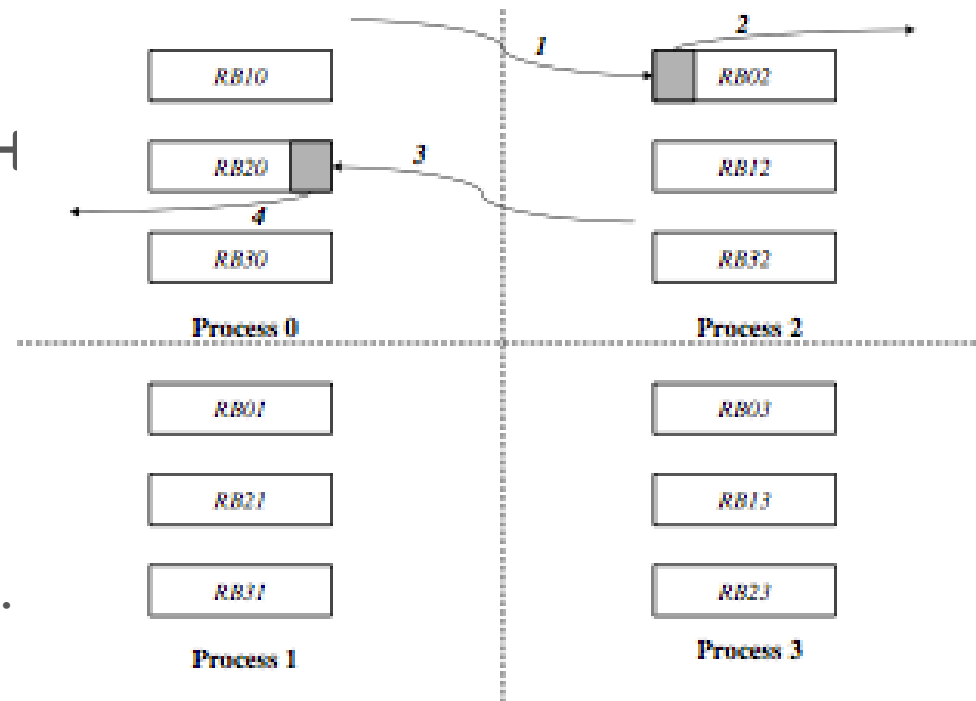 1
2
RB10
RB02
RB20
3
RB12
4
RB30
RB32
Process 0
Process 2
RB01
RB03
RB21
RB13
RB31
RB23
Process 1
Process 3